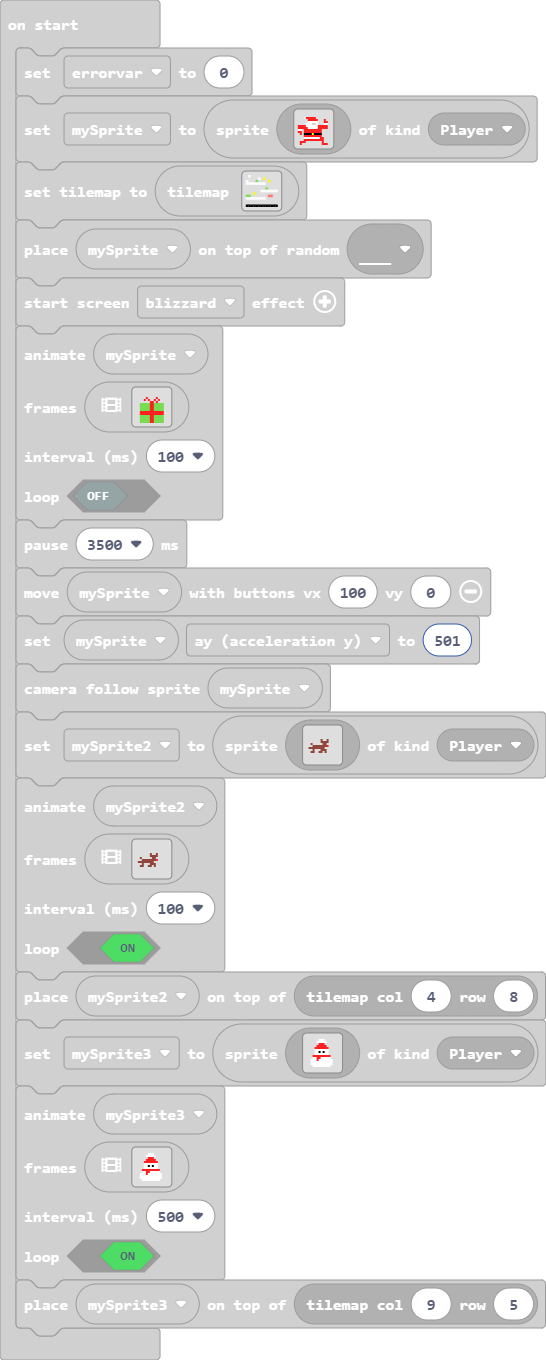 on start
set errorvar to 0
set mySprite to sprite of kind Player
set tilemap to tilemap
place mySprite on top of random
start screen blizzard effect
animate mySprite
frames
interval (ms) 100
loop OFF
pause 3500 ms
move mySprite with buttons vx 100 vy 0
set mySprite ay (acceleration y) to 501
camera follow sprite mySprite
set mySprite2 to sprite of kind Player
animate mySprite2
frames
interval (ms) 100
loop ON
place mySprite2 on top of tilemap col 4 row 8
set mySprite3 to sprite of kind Player
animate mySprite3
frames
interval (ms) 500
loop ON
place mySprite3 on top of tilemap col 9 row 5